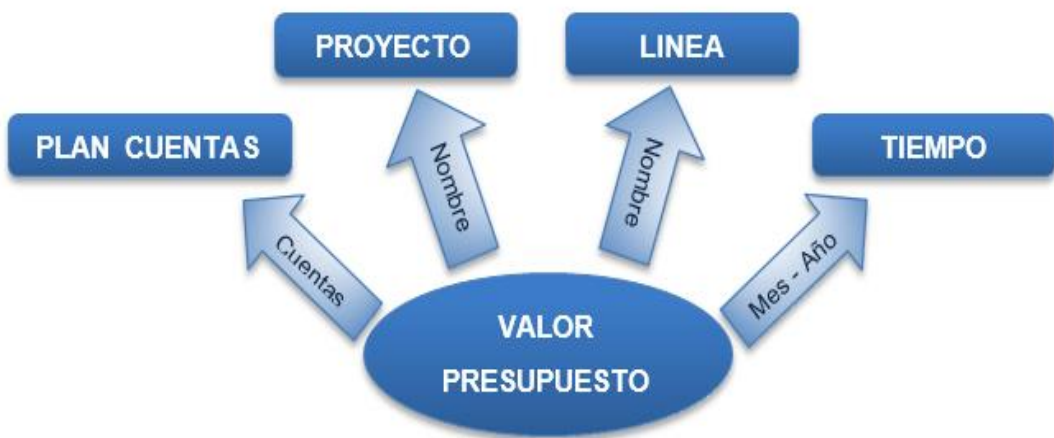 PROYECTO
LINEA
PLAN CUENTAS
TIEMPO
Cuentas
Nombre
Nombre
Mes - Año
VALOR
PRESUPUESTO